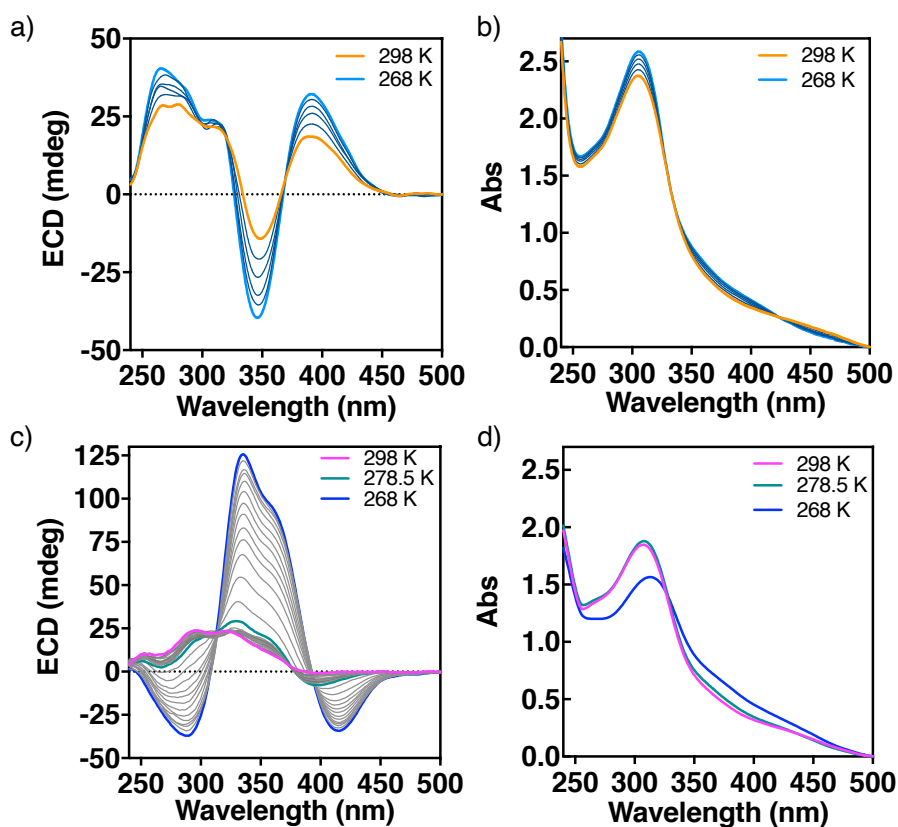 a)
ECD (mdeg)
50
25
0
-25
-50
298 K
268 K
250 300 350 400 450 500
Wavelength (nm)
b)
Abs
2.5
2.0
1.5
1.0
0.5
0.0
298 K
268 K
250 300 350 400 450 500
Wavelength (nm)
c)
ECD (mdeg)
125
100
75
50
25
0
-25
-50
298 K
278.5 K
268 K
250 300 350 400 450 500
Wavelength (nm)
d)
Abs
2.5
2.0
1.5
1.0
0.5
0.0
298 K
278.5 K
268 K
250 300 350 400 450 500
Wavelength (nm)